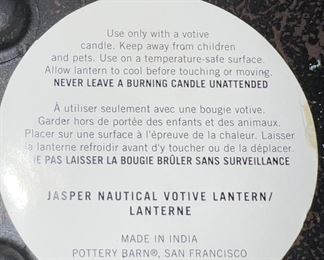 Use only with a votive
candle. Keep away from children
and pets. Use on a temperature-safe surface.
Allow lantern to cool before touching or moving.
NEVER LEAVE A BURNING CANDLE UNATTENDED
À utiliser seulement avec une bougie votive.
Garder hors de portée des enfants et des animaux.
Placer sur une surface à l'épreuve de la chaleur. Laisser
la lanterne refroidir avant d'y toucher ou de la déplacer.
NE PAS LAISSER LA BOUGIE BRÛLER SANS SURVEILLANCE
JASPER NAUTICAL VOTIVE LANTERN/
LANTERNE
MADE IN INDIA
POTTERY BARN®, SAN FRANCISCO